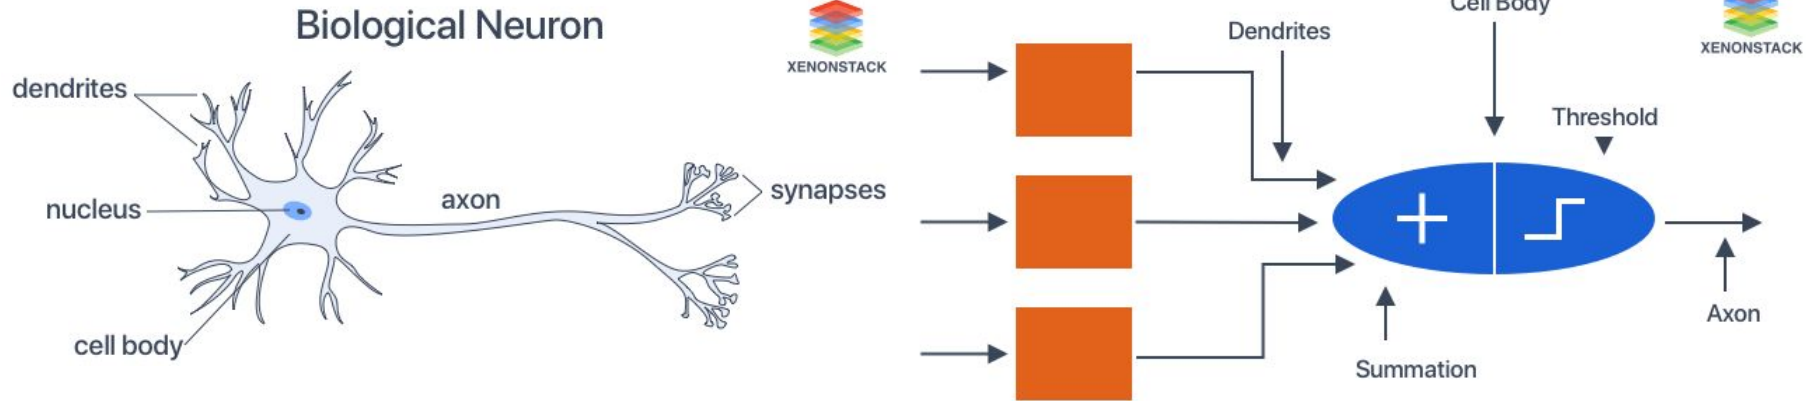 Biological Neuron
XENONSTACK
dendrites
nucleus
axon
synapses
cell body
Cell Body
XENONSTACK
Dendrites
Threshold
Axon
Summation